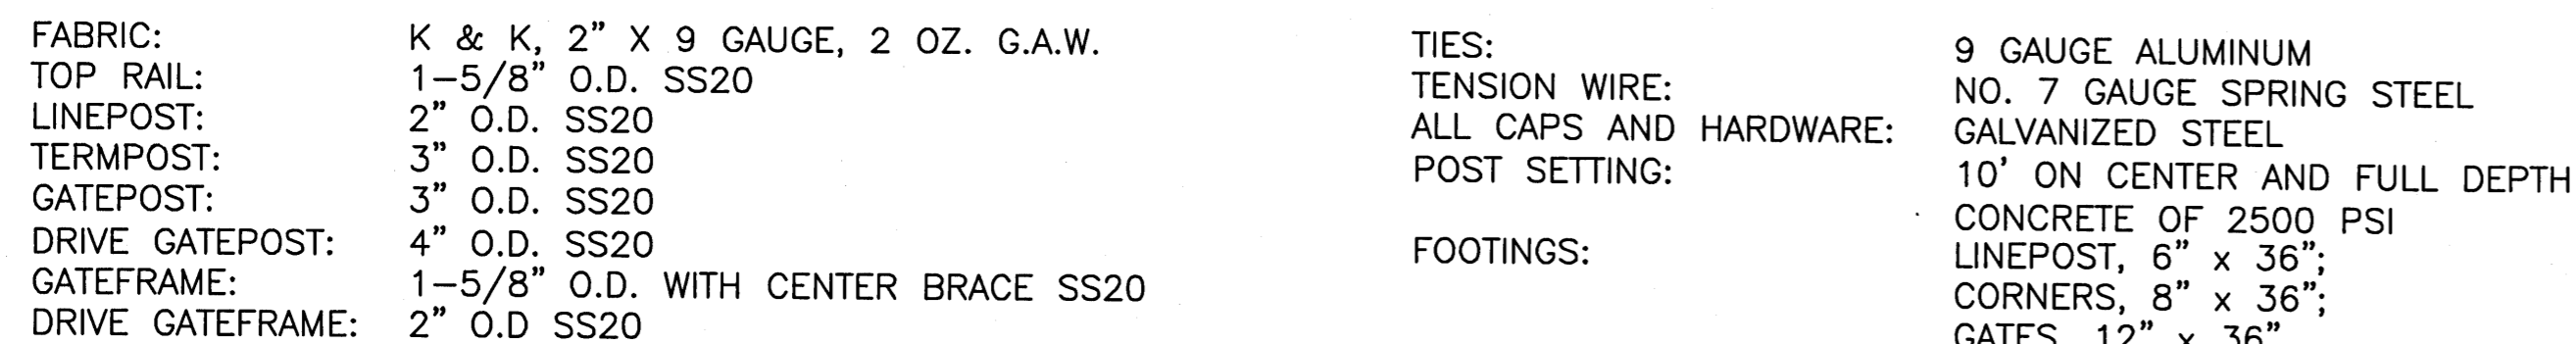 FABRIC: K & K, 2" X 9 GAUGE, 2 OZ. G.A.W.
TOP RAIL: 1-5/8" O.D. SS20
LINEPOST: 2" O.D. SS20
TERMPOST: 3" O.D. SS20
GATEPOST: 3" O.D. SS20
DRIVE GATEPOST: 4" O.D. SS20
GATEFRAME: 1-5/8" O.D. WITH CENTER BRACE SS20
DRIVE GATEFRAME: 2" O.D SS20
TIES: 9 GAUGE ALUMINUM
TENSION WIRE: NO. 7 GAUGE SPRING STEEL
ALL CAPS AND HARDWARE: GALVANIZED STEEL
POST SETTING: 10' ON CENTER AND FULL DEPTH
CONCRETE OF 2500 PSI
FOOTINGS: LINEPOST, 6" x 36";
CORNERS, 8" x 36";
GATES, 12" x 36"